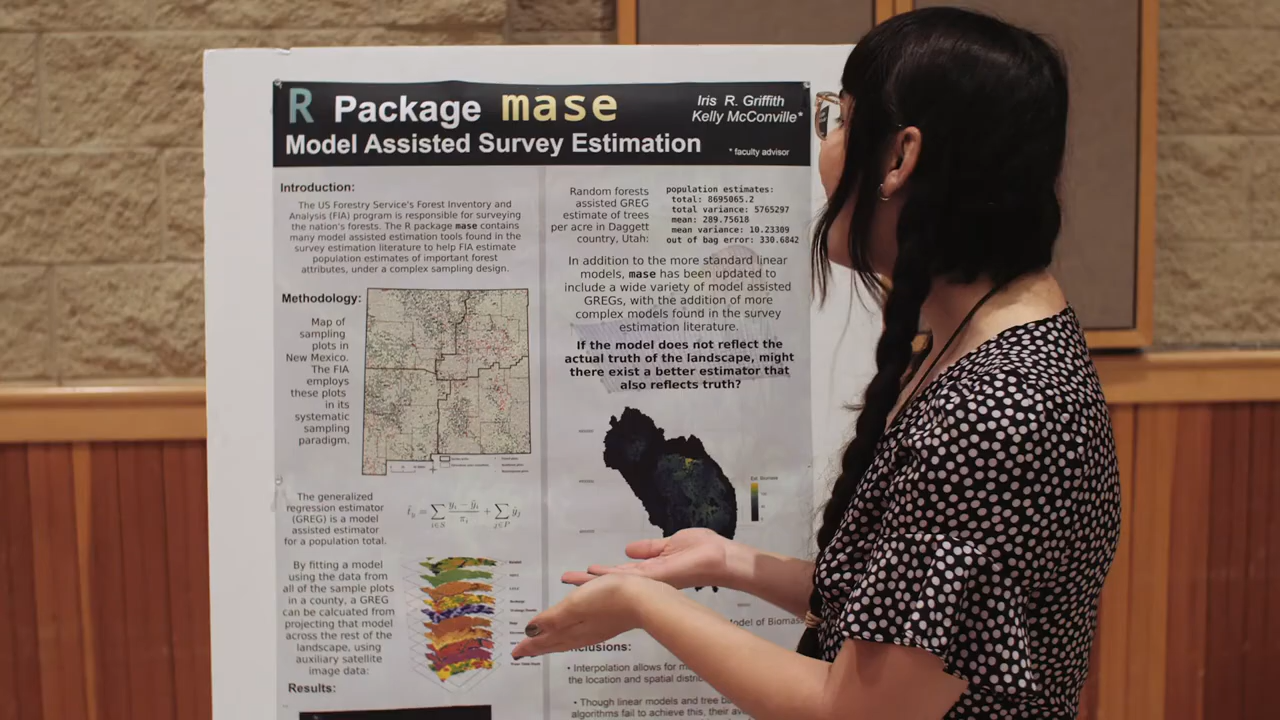 R Package mase
Iris R. Griffith
Kelly McConville*
Model Assisted Survey Estimation
* faculty advisor
Introduction:
The US Forestry Service's Forest Inventory and
Analysis (FIA) program is responsible for surveying
the nation's forests. The R package mase contains
many model assisted estimation tools found in the
survey estimation literature to help FIA estimate
population estimates of important forest
attributes, under a complex sampling design.
Methodology:
Map of
sampling
plots in
New Mexico.
The FIA
employs
these plots
in its
systematic
sampling
paradigm.
The generalized
regression estimator
(GREG) is a model
assisted estimator
for a population total.
By fitting a model
using the data from
all of the sample plots
in a county, a GREG
can be calcuated from
projecting that model
across the rest of the
landscape, using
auxiliary satellite
image data:
Results:
Random forests
assisted GREG
estimate of trees
per acre in Daggett
country, Utah:
population estimates:
total: 8695065.2
total variance: 5765297
mean: 289.75618
mean variance: 10.23309
out of bag error: 330.6842
In addition to the more standard linear
models, mase has been updated to
include a wide variety of model assisted
GREGs, with the addition of more
complex models found in the survey
estimation literature.
If the model does not reflect the
actual truth of the landscape, might
there exist a better estimator that
also reflects truth?
Est. Biomass
Model of Biomass
clusions:
• Interpolation allows for m
the location and spatial distri
• Though linear models and tree ba
algorithms fail to achieve this, their av